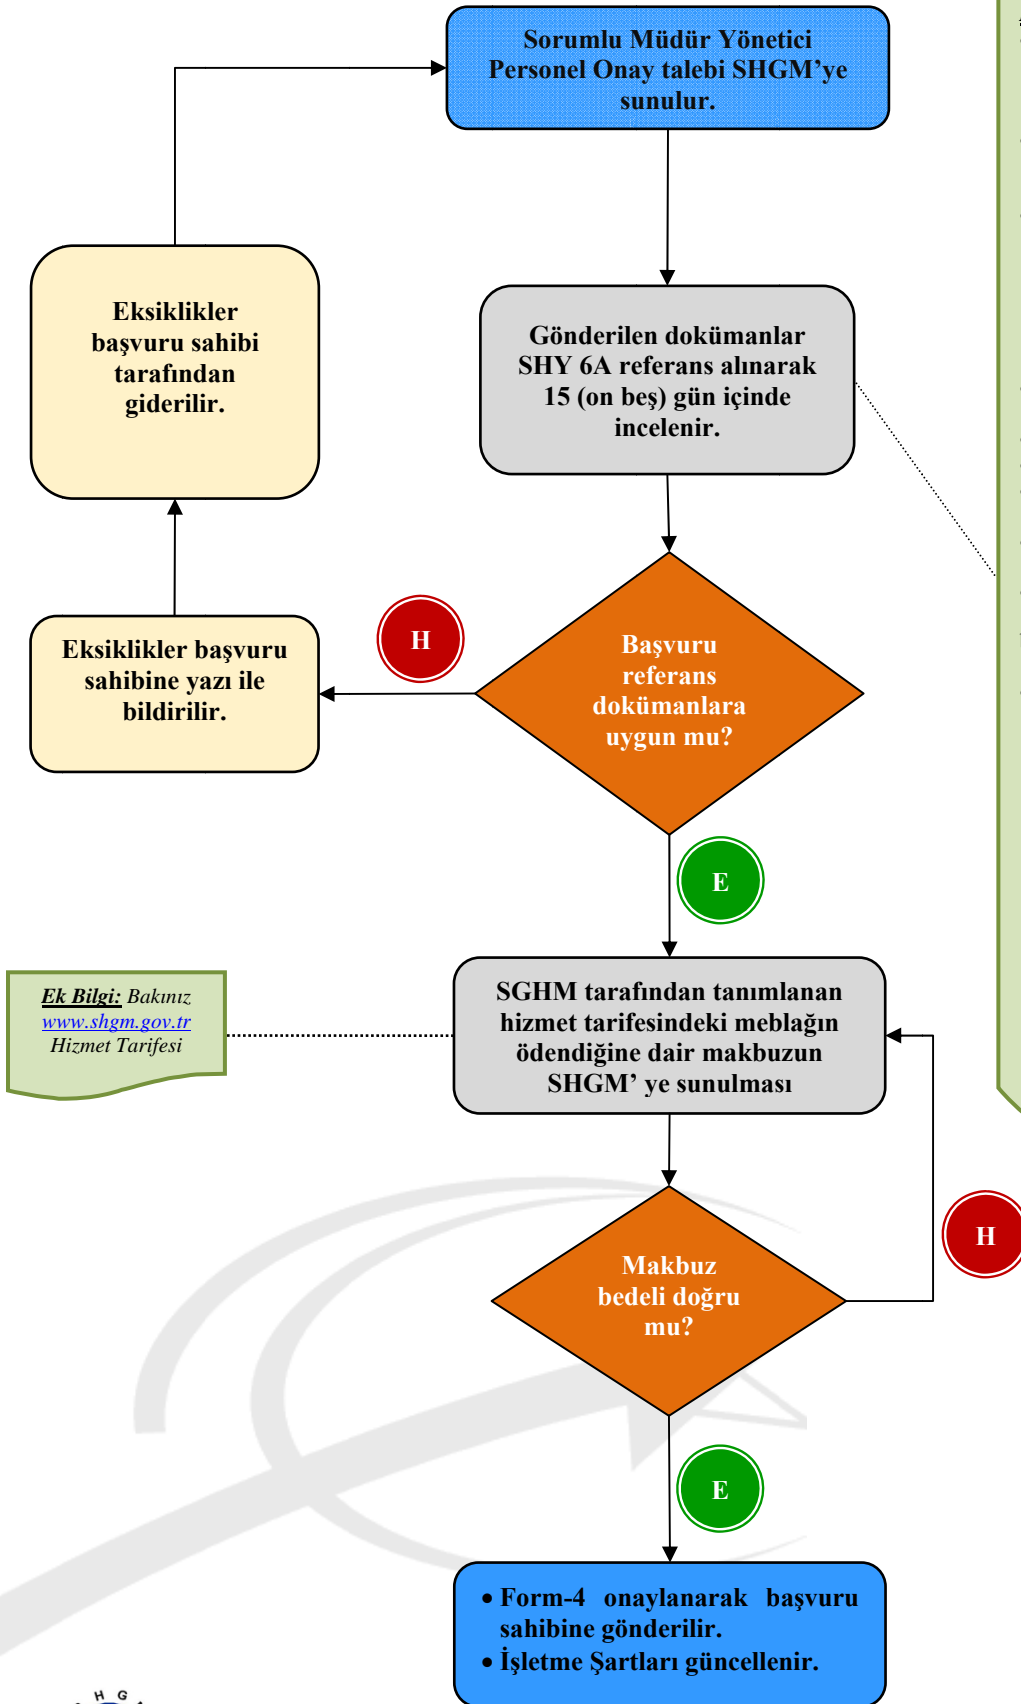 Sorumlu Müdür Yönetici
Personel Onay talebi SHGM’ye
sunulur.
Eksiklikler
başvuru sahibi
tarafından
giderilir.
Gönderilen dokümanlar
SHY 6A referans alınarak
15 (on beş) gün içinde
incelenir.
Eksiklikler başvuru
sahibine yazı ile
bildirilir.
H
Başvuru
referans
dokümanlara
uygun mu?
E
Ek Bilgi: Bakınız
www.shgm.gov.tr
Hizmet Tarifesi
SGHM tarafından tanımlanan
hizmet tarifesindeki meblağın
ödendiğine dair makbuzun
SHGM’ ye sunulması
H
Makbuz
bedeli doğru
mu?
E
• Form-4 onaylanarak başvuru
sahibine gönderilir.
• İşletme Şartları güncellenir.
H G